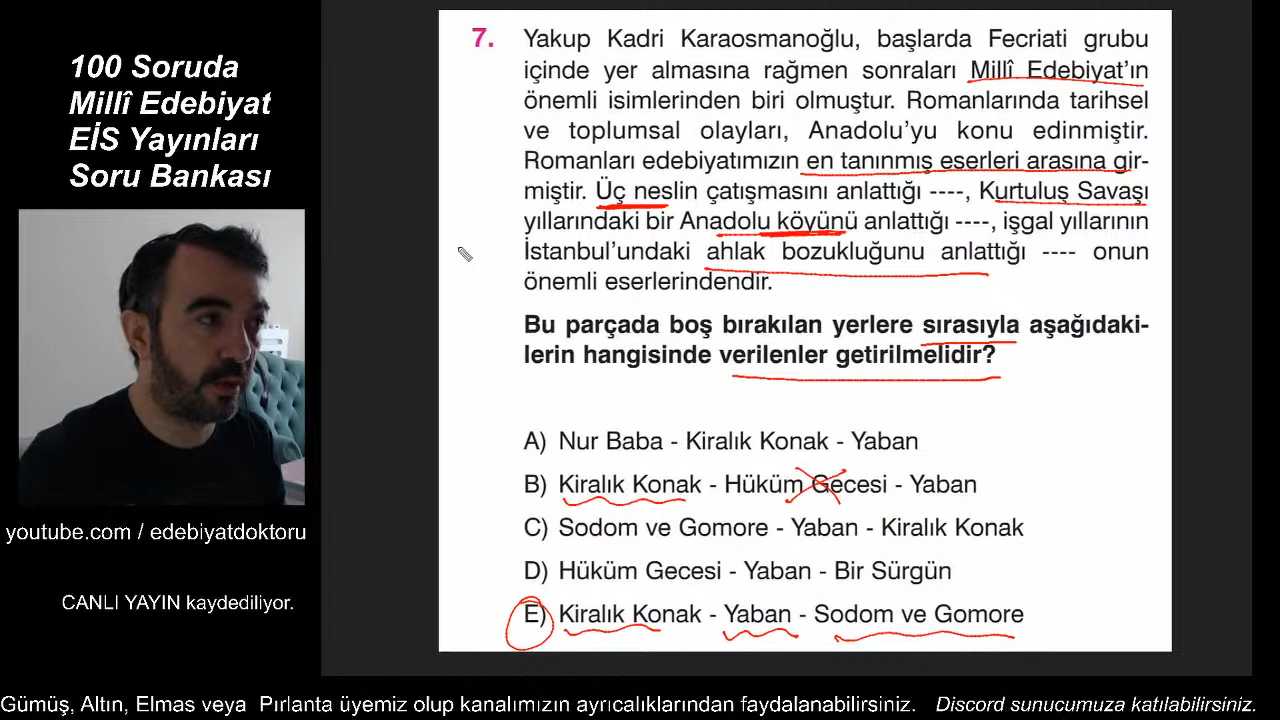 100 Soruda
Millî Edebiyat
EİS Yayınları
Soru Bankası
youtube.com / edebiyatdoktoru
CANLI YAYIN kaydediliyor.
7. Yakup Kadri Karaosmanoğlu, başlarda Fecriati grubu
içinde yer almasına rağmen sonraları Millî Edebiyat’ın
önemli isimlerinden biri olmuştur. Romanlarında tarihsel
ve toplumsal olayları, Anadolu’yu konu edinmiştir.
Romanları edebiyatımızın en tanınmış eserleri arasına gir-
miştir. Üç neslin çatışmasını anlattığı ----, Kurtuluş Savaşı
yıllarındaki bir Anadolu köyünü anlattığı ----, işgal yıllarının
İstanbul’undaki ahlak bozukluğunu anlattığı ---- onun
önemli eserlerindendir.
Bu parçada boş bırakılan yerlere sırasıyla aşağıdaki-
lerin hangisinde verilenler getirilmelidir?
A) Nur Baba - Kiralık Konak - Yaban
B) Kiralık Konak - Hüküm Gecesi - Yaban
C) Sodom ve Gomore - Yaban - Kiralık Konak
D) Hüküm Gecesi - Yaban - Bir Sürgün
E) Kiralık Konak - Yaban - Sodom ve Gomore
Gümüş, Altın, Elmas veya Pırlanta üyemiz olup kanalımızın ayrıcalıklarından faydalanabilirsiniz. Discord sunucumuza katılabilirsiniz.